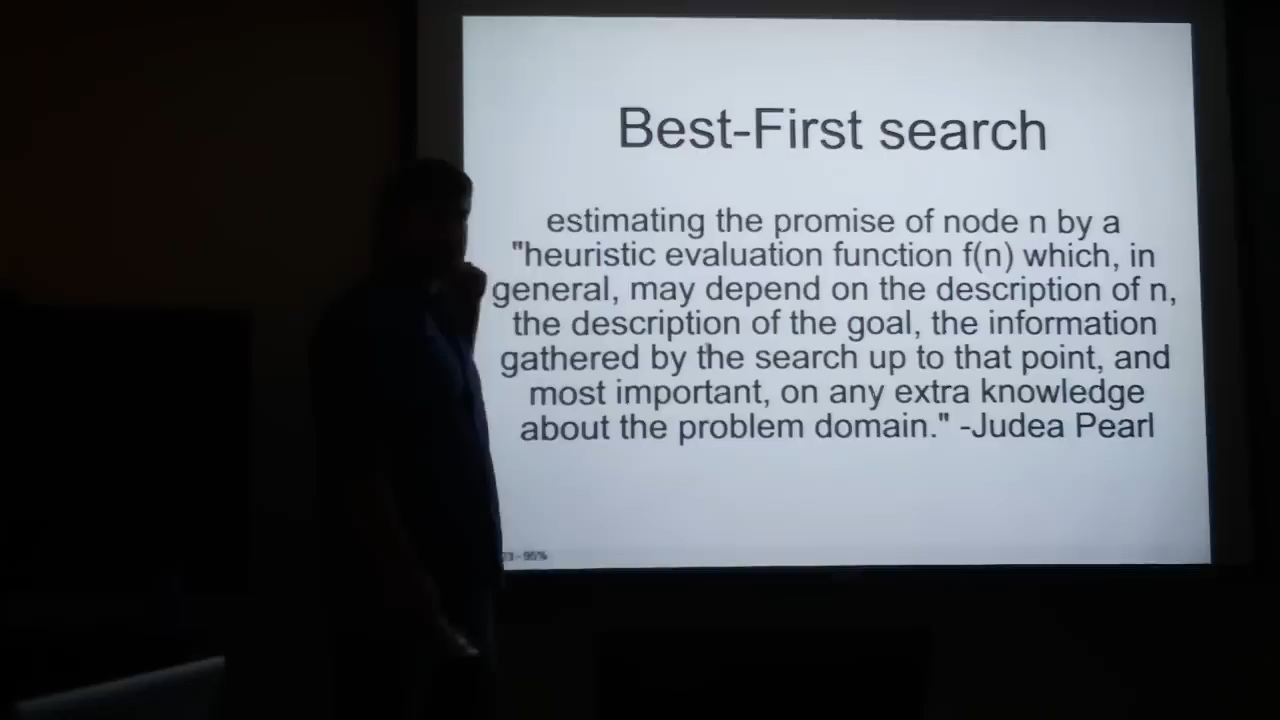 Best-First search
estimating the promise of node n by a
"heuristic evaluation function f(n) which, in
general, may depend on the description of n,
the description of the goal, the information
gathered by the search up to that point, and
most important, on any extra knowledge
about the problem domain." -Judea Pearl
- 95%